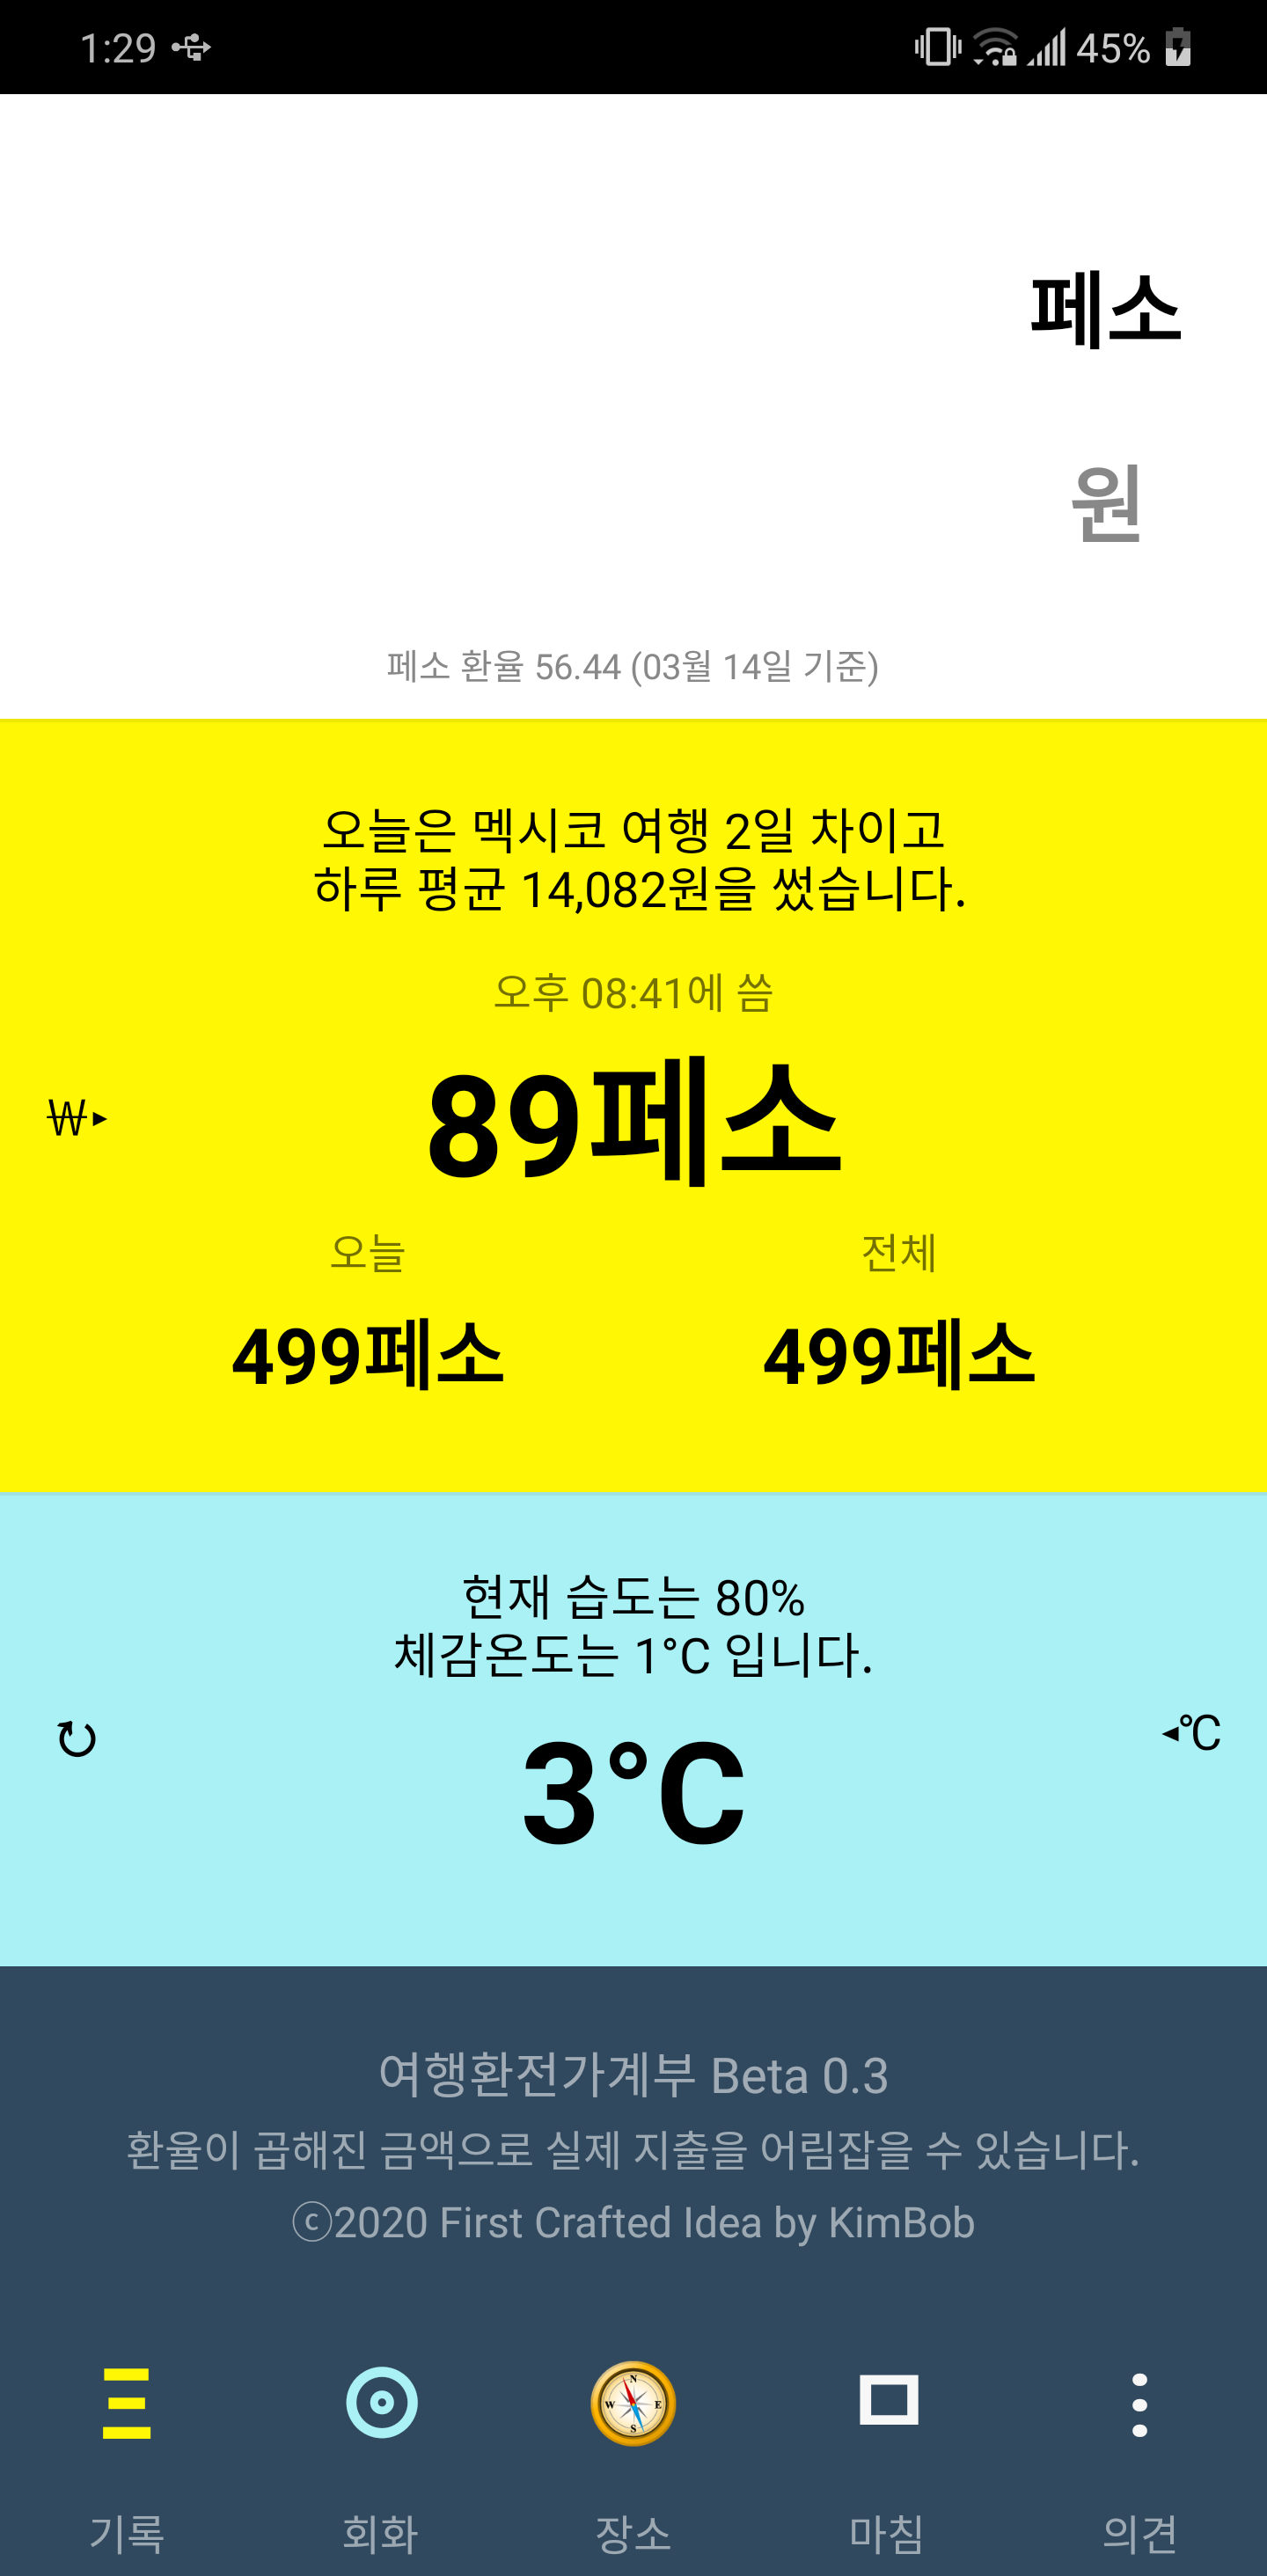 1:29 45%
페소
원
페소 환율 56.44 (03월 14일 기준)
오늘은 멕시코 여행 2일 차이고
하루 평균 14,082원을 썼습니다.
오후 08:41에 씀
₩▸
89페소
오늘 전체
499페소 499페소
현재 습도는 80%
체감온도는 1°C 입니다.
↻ ◂℃
3°C
여행환전가계부 Beta 0.3
환율이 곱해진 금액으로 실제 지출을 어림잡을 수 있습니다.
ⓒ2020 First Crafted Idea by KimBob
N
W E
S
기록 회화 장소 마침 의견